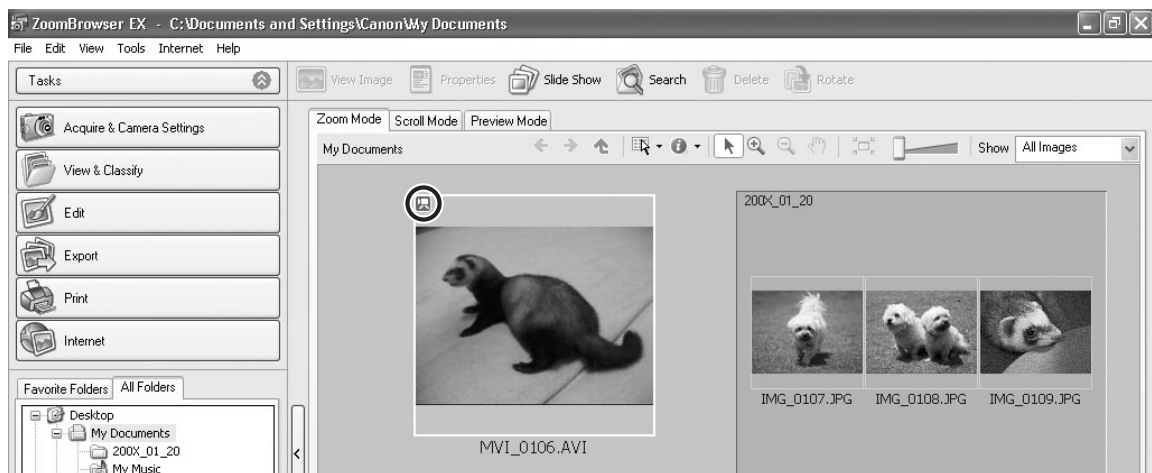 ZoomBrowser EX - C:\Documents and Settings\Canon\My Documents
File Edit View Tools Internet Help
Tasks
View Image Properties Slide Show Search Delete Rotate
Acquire & Camera Settings
View & Classify
Edit
Export
Print
Internet
Zoom Mode Scroll Mode Preview Mode
My Documents
Show All Images
200X_01_20
MVI_0106.AVI
IMG_0107.JPG IMG_0108.JPG IMG_0109.JPG
Favorite Folders All Folders
Desktop
My Documents
200X_01_20
My Music